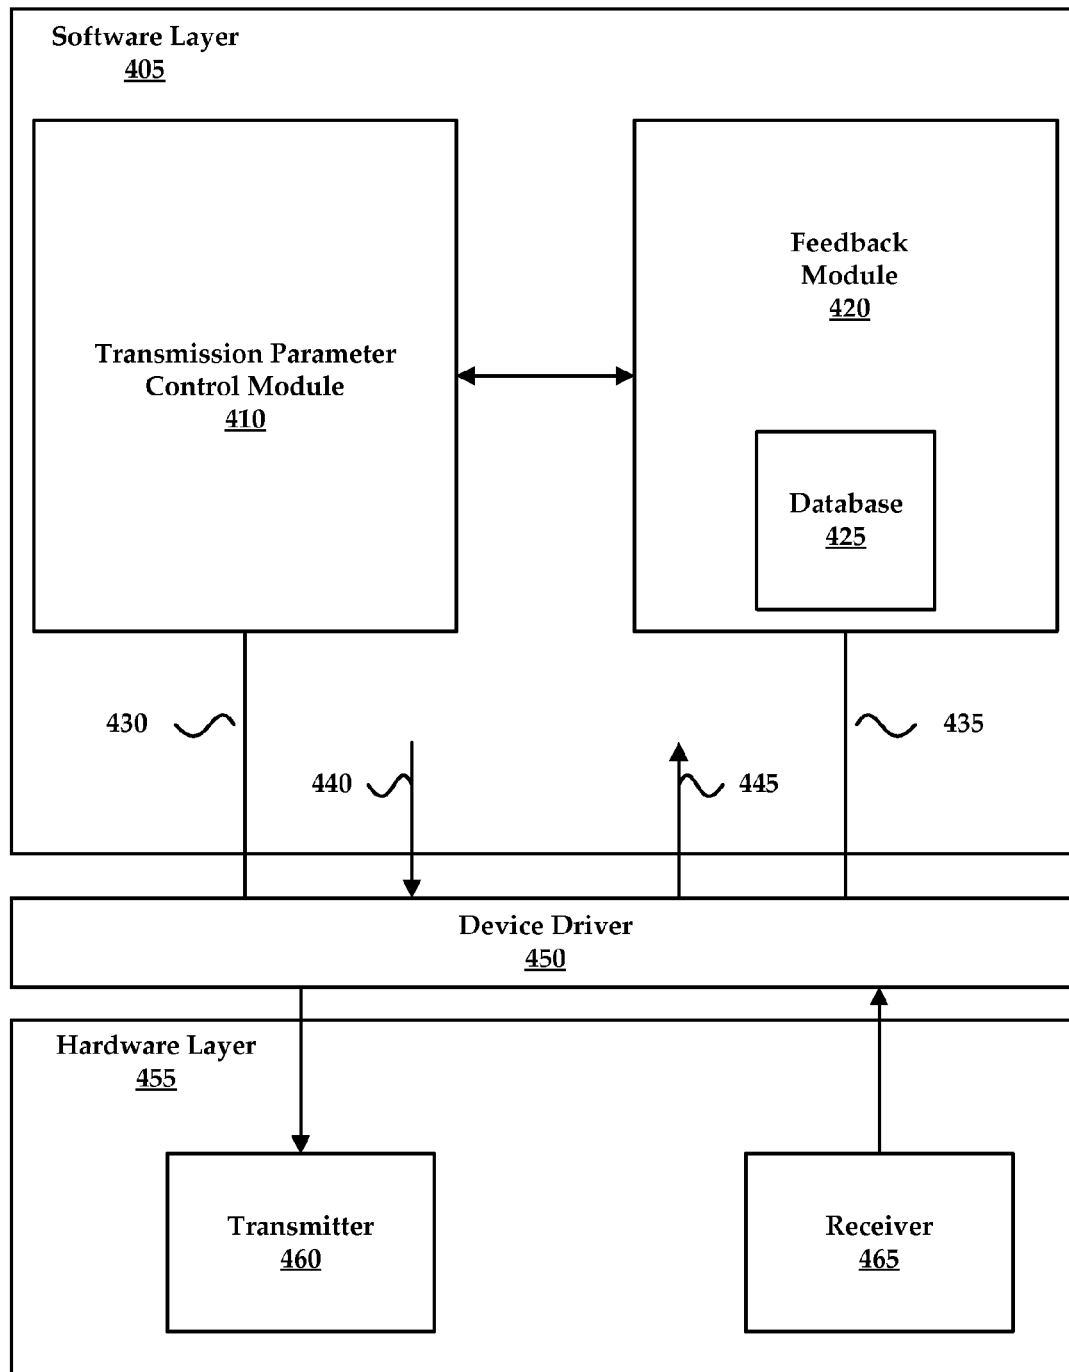 Software Layer
405
Transmission Parameter
Control Module
410
Feedback
Module
420
Database
425
430
435
440
445
Device Driver
450
Hardware Layer
455
Transmitter
460
Receiver
465